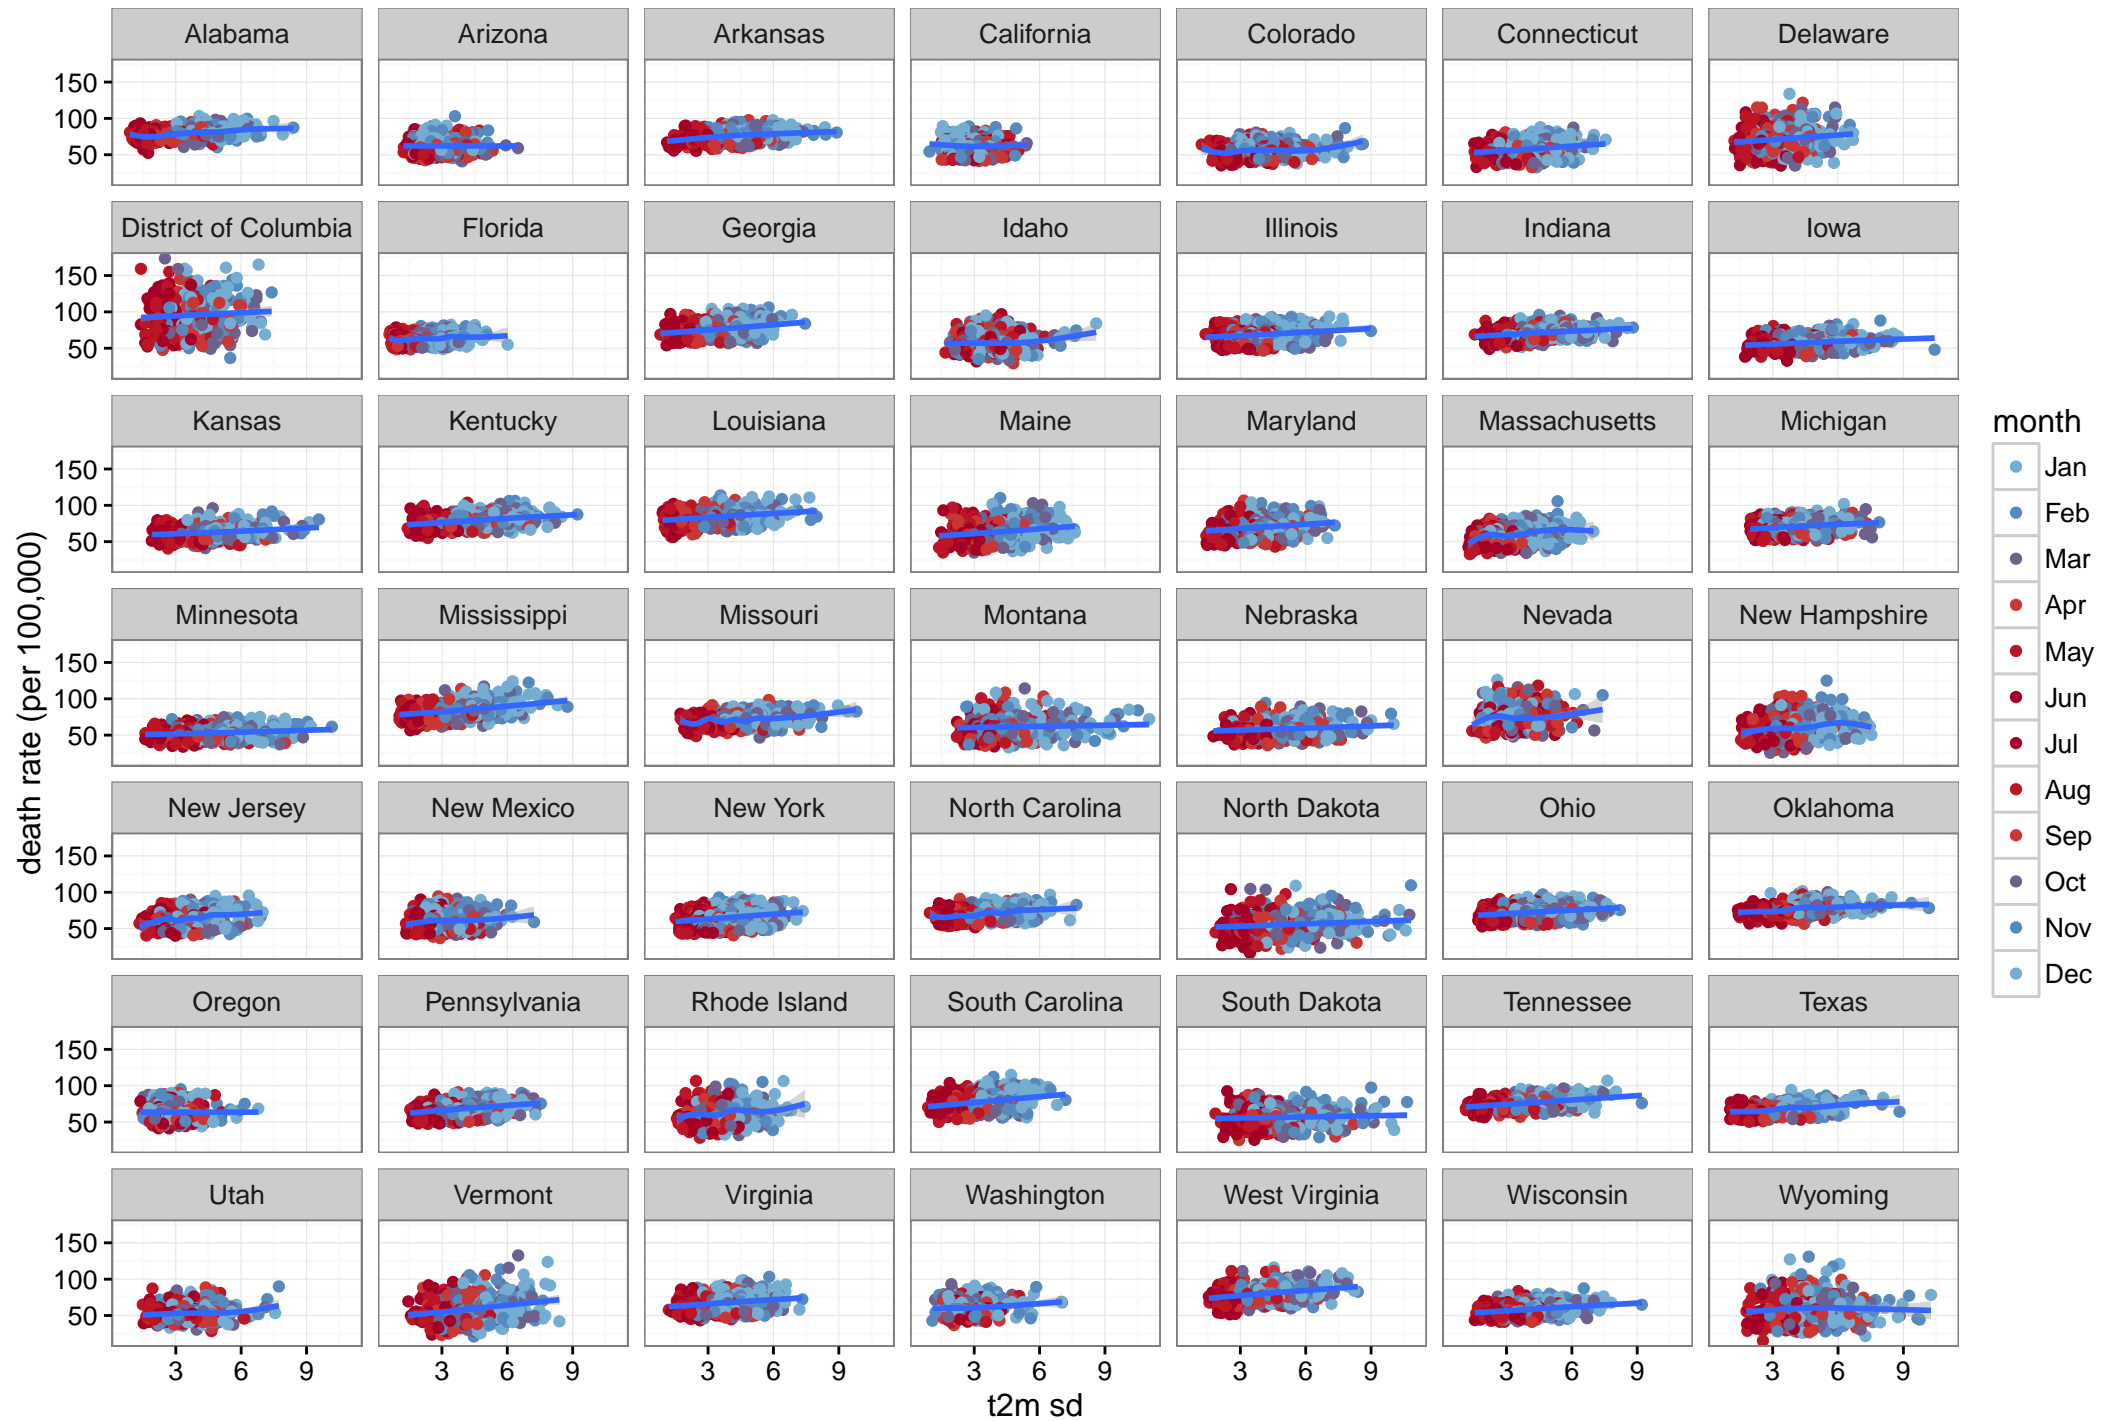 Alabama Arizona Arkansas California Colorado Connecticut Delaware
150
100
50
District of Columbia Florida Georgia Idaho Illinois Indiana Iowa
150
100
50
Kansas Kentucky Louisiana Maine Maryland Massachusetts Michigan
150
100
50
Minnesota Mississippi Missouri Montana Nebraska Nevada New Hampshire
150
100
50
New Jersey New Mexico New York North Carolina North Dakota Ohio Oklahoma
150
100
50
Oregon Pennsylvania Rhode Island South Carolina South Dakota Tennessee Texas
150
100
50
Utah Vermont Virginia Washington West Virginia Wisconsin Wyoming
150
100
50
3 6 9 3 6 9 3 6 9 3 6 9 3 6 9 3 6 9 3 6 9
t2m sd
death rate (per 100,000)
month
Jan
Feb
Mar
Apr
May
Jun
Jul
Aug
Sep
Oct
Nov
Dec